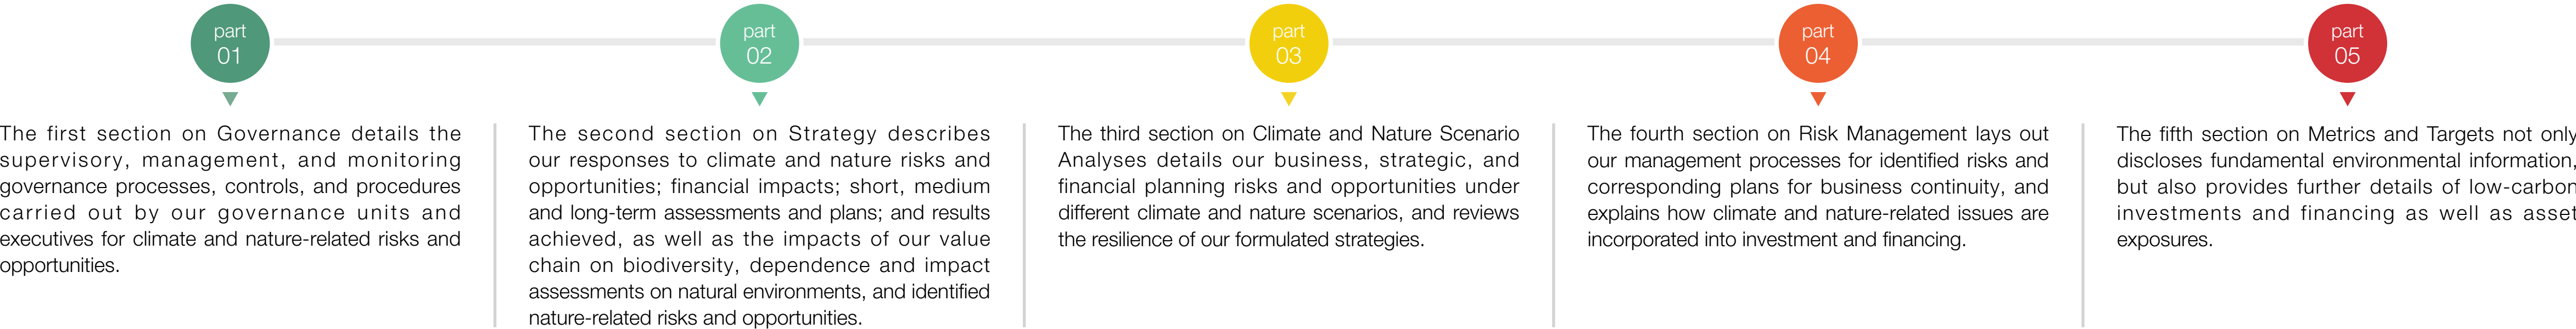 part
01
The first section on Governance details the
supervisory, management, and monitoring
governance processes, controls, and procedures
carried out by our governance units and
executives for climate and nature-related risks and
opportunities.
part
02
The second section on Strategy describes
our responses to climate and nature risks and
opportunities; financial impacts; short, medium
and long-term assessments and plans; and results
achieved, as well as the impacts of our value
chain on biodiversity, dependence and impact
assessments on natural environments, and identified
nature-related risks and opportunities.
part
03
The third section on Climate and Nature Scenario
Analyses details our business, strategic, and
financial planning risks and opportunities under
different climate and nature scenarios, and reviews
the resilience of our formulated strategies.
part
04
The fourth section on Risk Management lays out
our management processes for identified risks and
corresponding plans for business continuity, and
explains how climate and nature-related issues are
incorporated into investment and financing.
part
05
The fifth section on Metrics and Targets not only
discloses fundamental environmental information,
but also provides further details of low-carbon
investments and financing as well as asset
exposures.